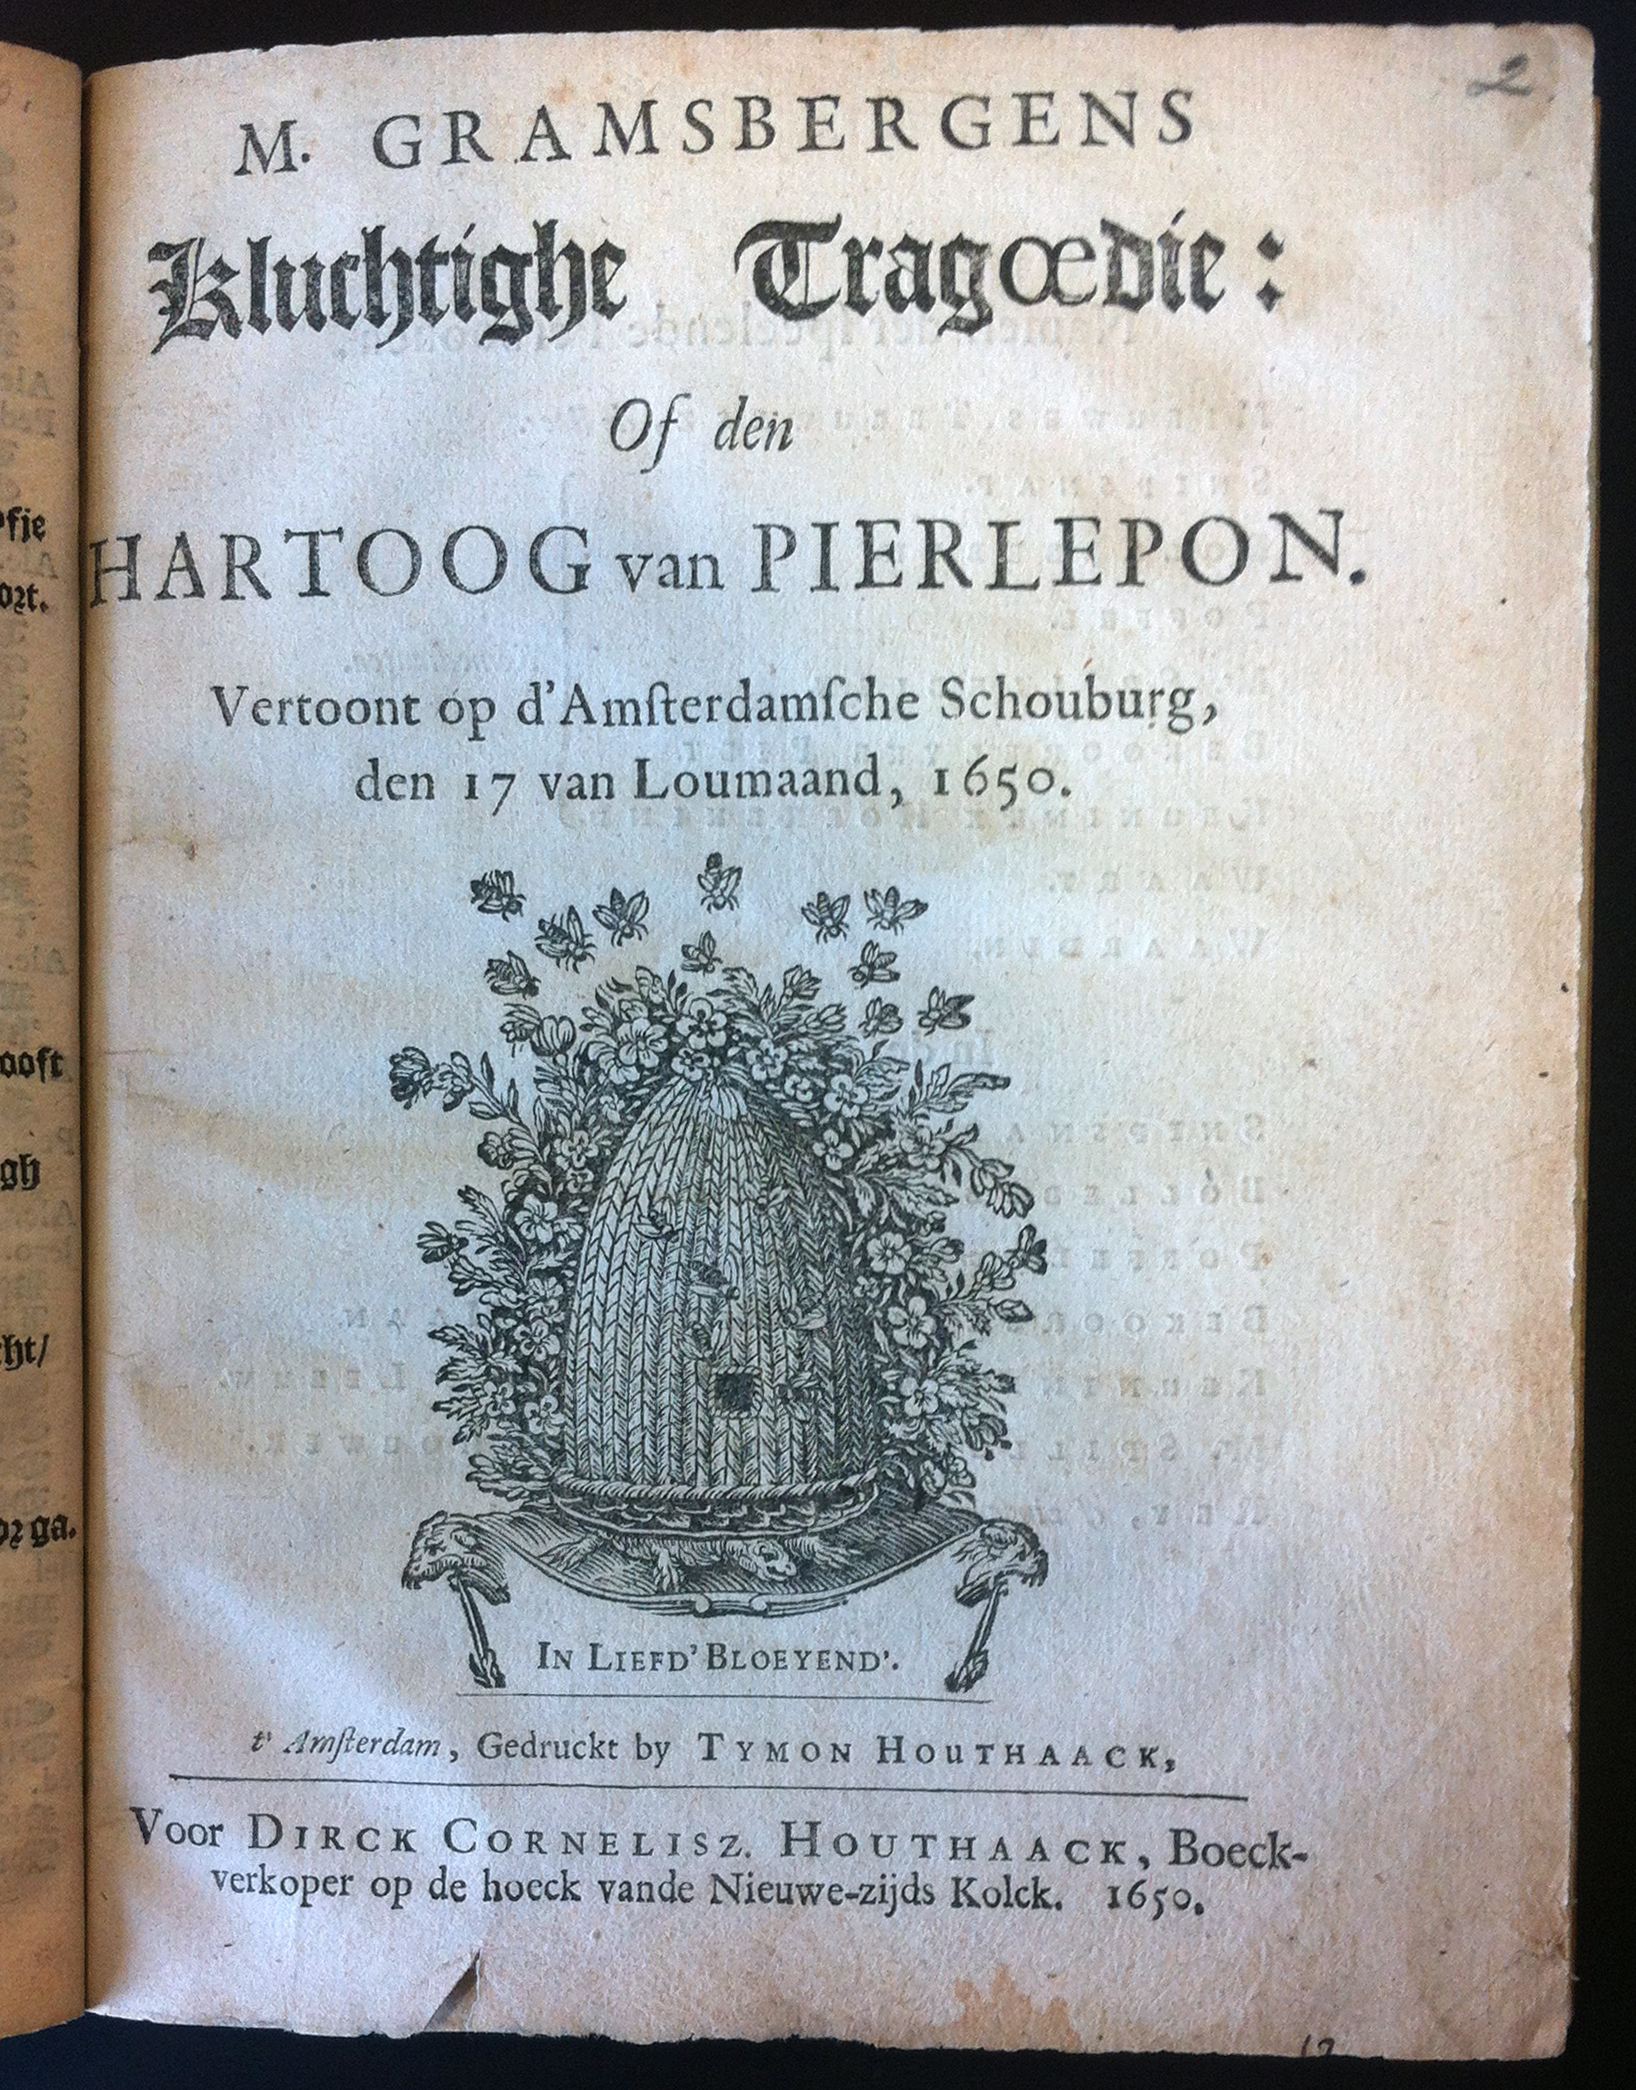 2
M. GRAMSBERGENS
Kluchtighe Tragœdie:
Of den
HARTOOG van PIERLEPON.
Vertoont op d'Amſterdamſche Schouburg,
den 17 van Loumaand, 1650.
IN LIEFD' BLOEYEND'.
t' Amſterdam, Gedruckt by TYMON HOUTHAACK,
Voor DIRCK CORNELISZ. HOUTHAACK, Boeck-
verkoper op de hoeck vande Nieuwe-zijds Kolck. 1650.